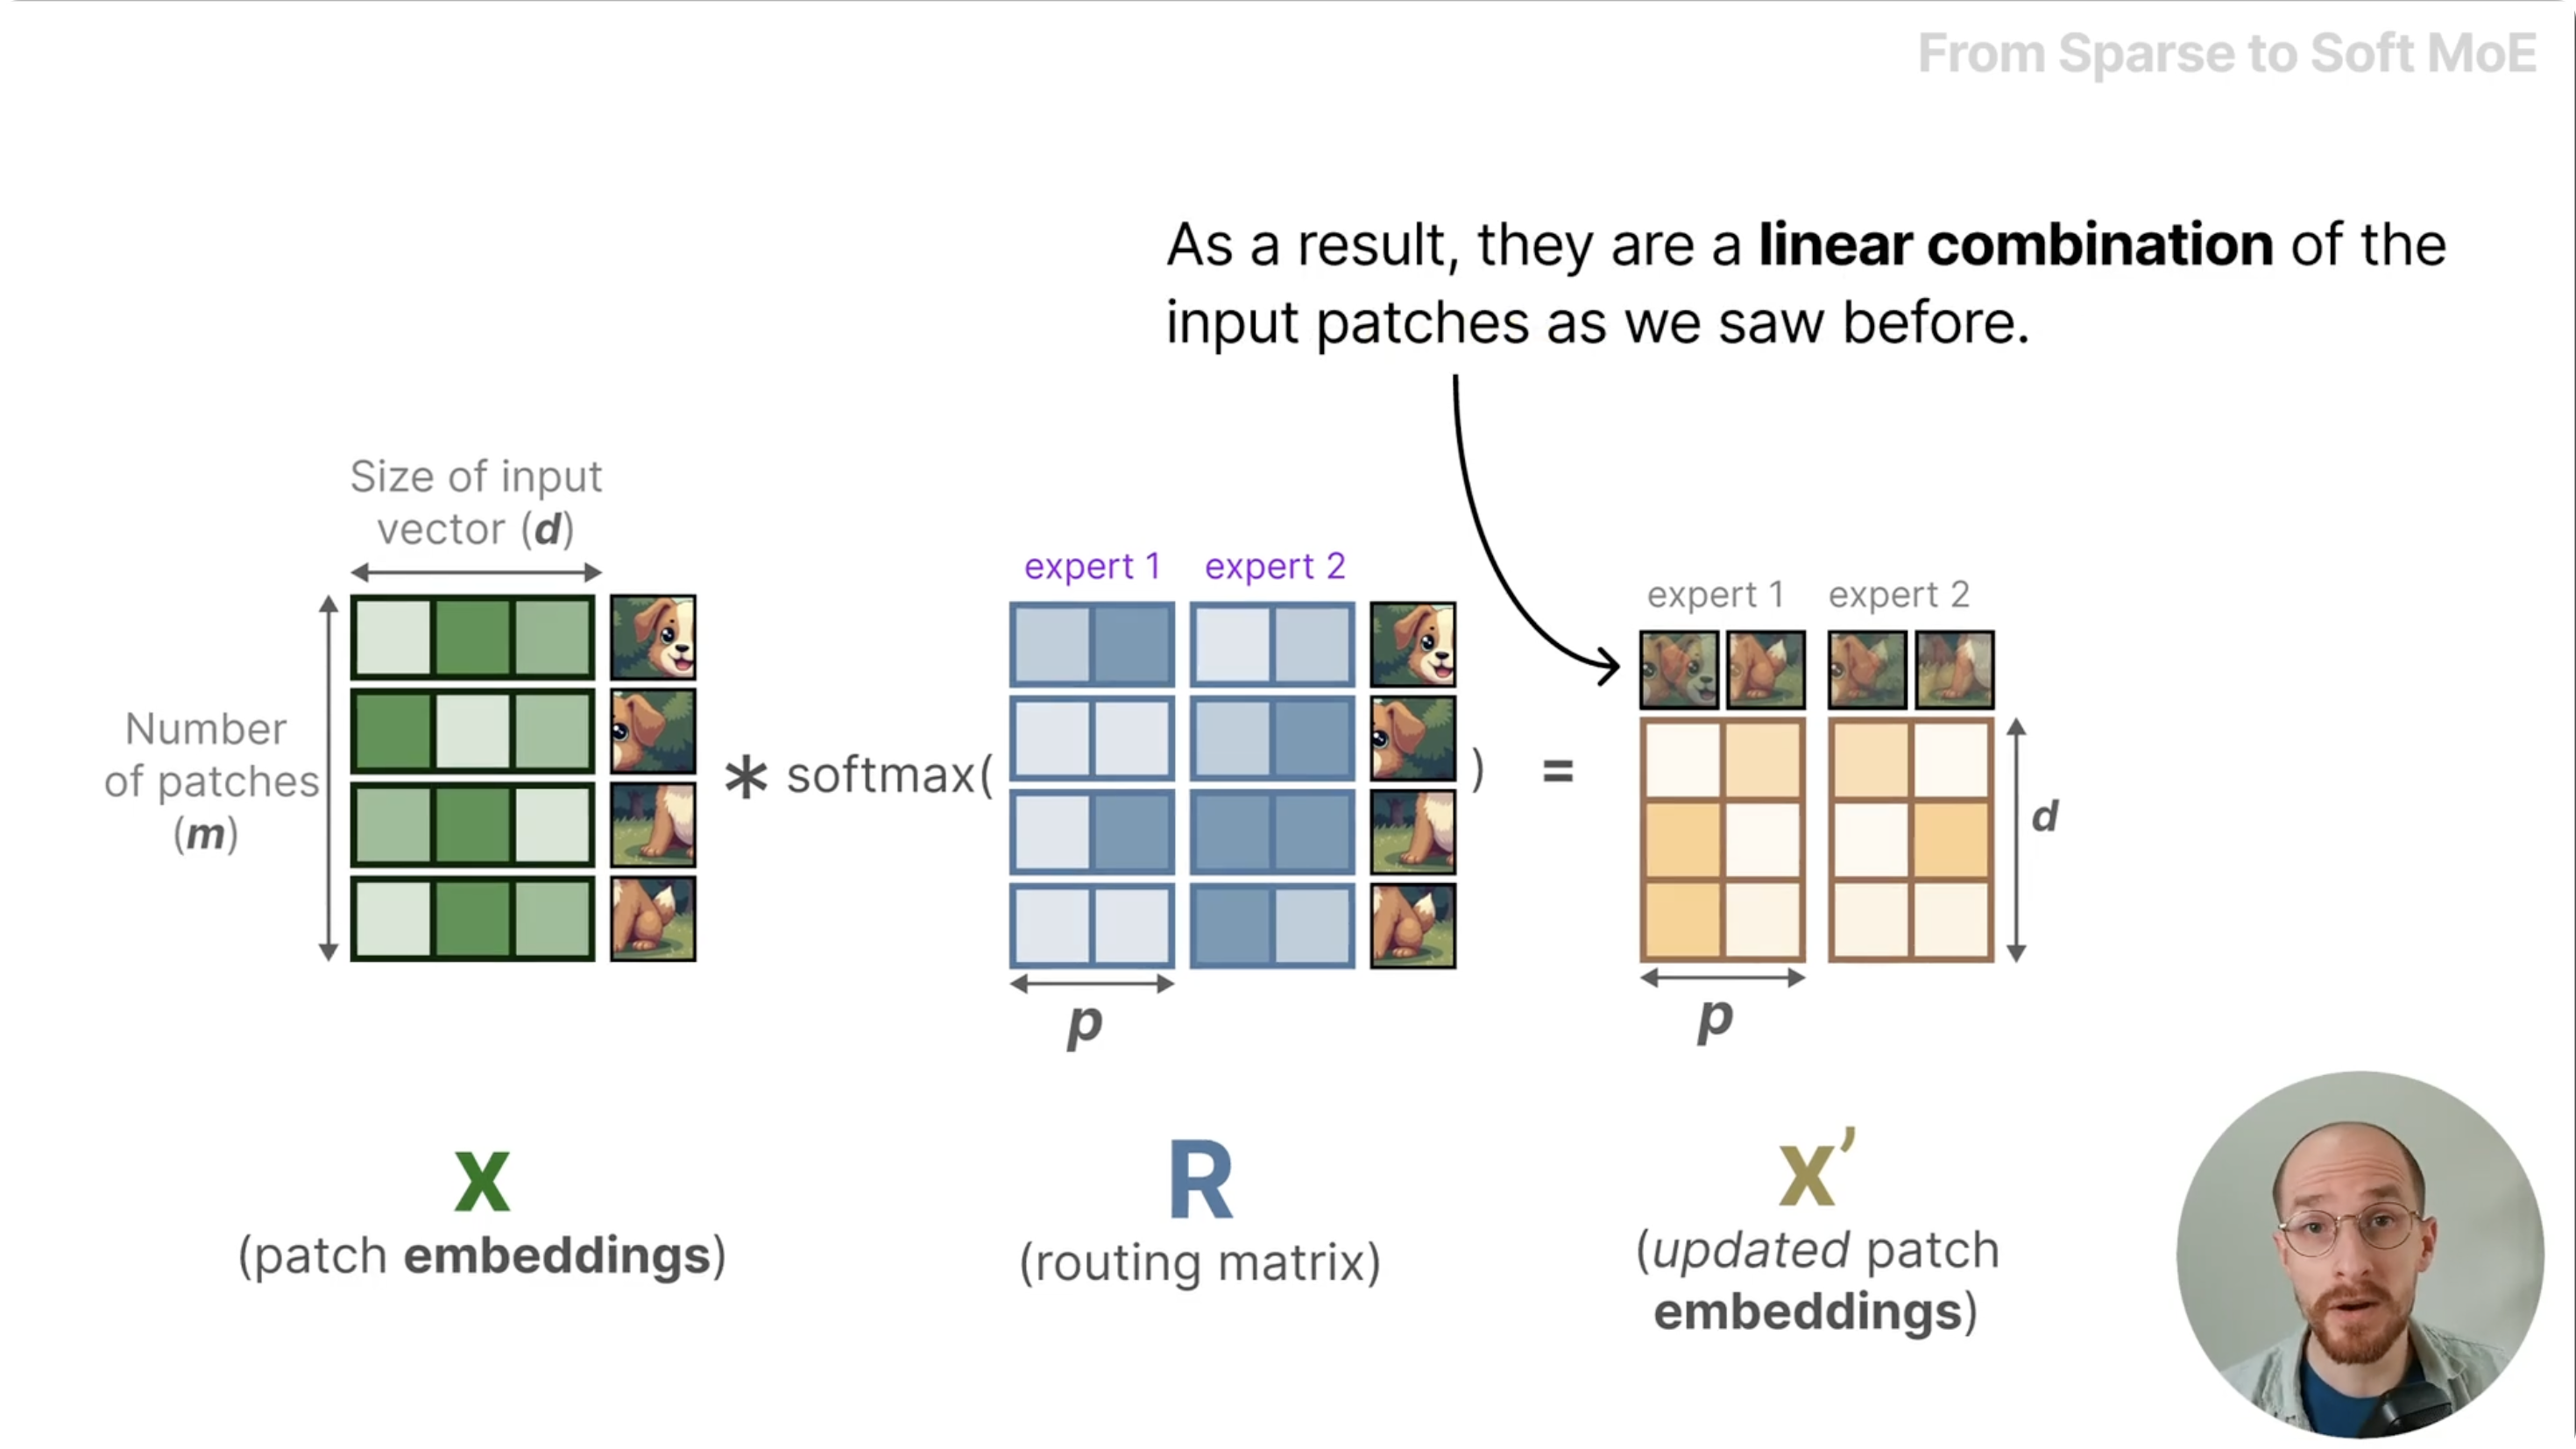 From Sparse to Soft MoE
As a result, they are a linear combination of the
input patches as we saw before.
Size of input
vector (d)
Number
of patches
(m)
* softmax(
expert 1
expert 2
)
=
expert 1
expert 2
d
p
p
X
(patch embeddings)
R
(routing matrix)
X’
(updated patch
embeddings)